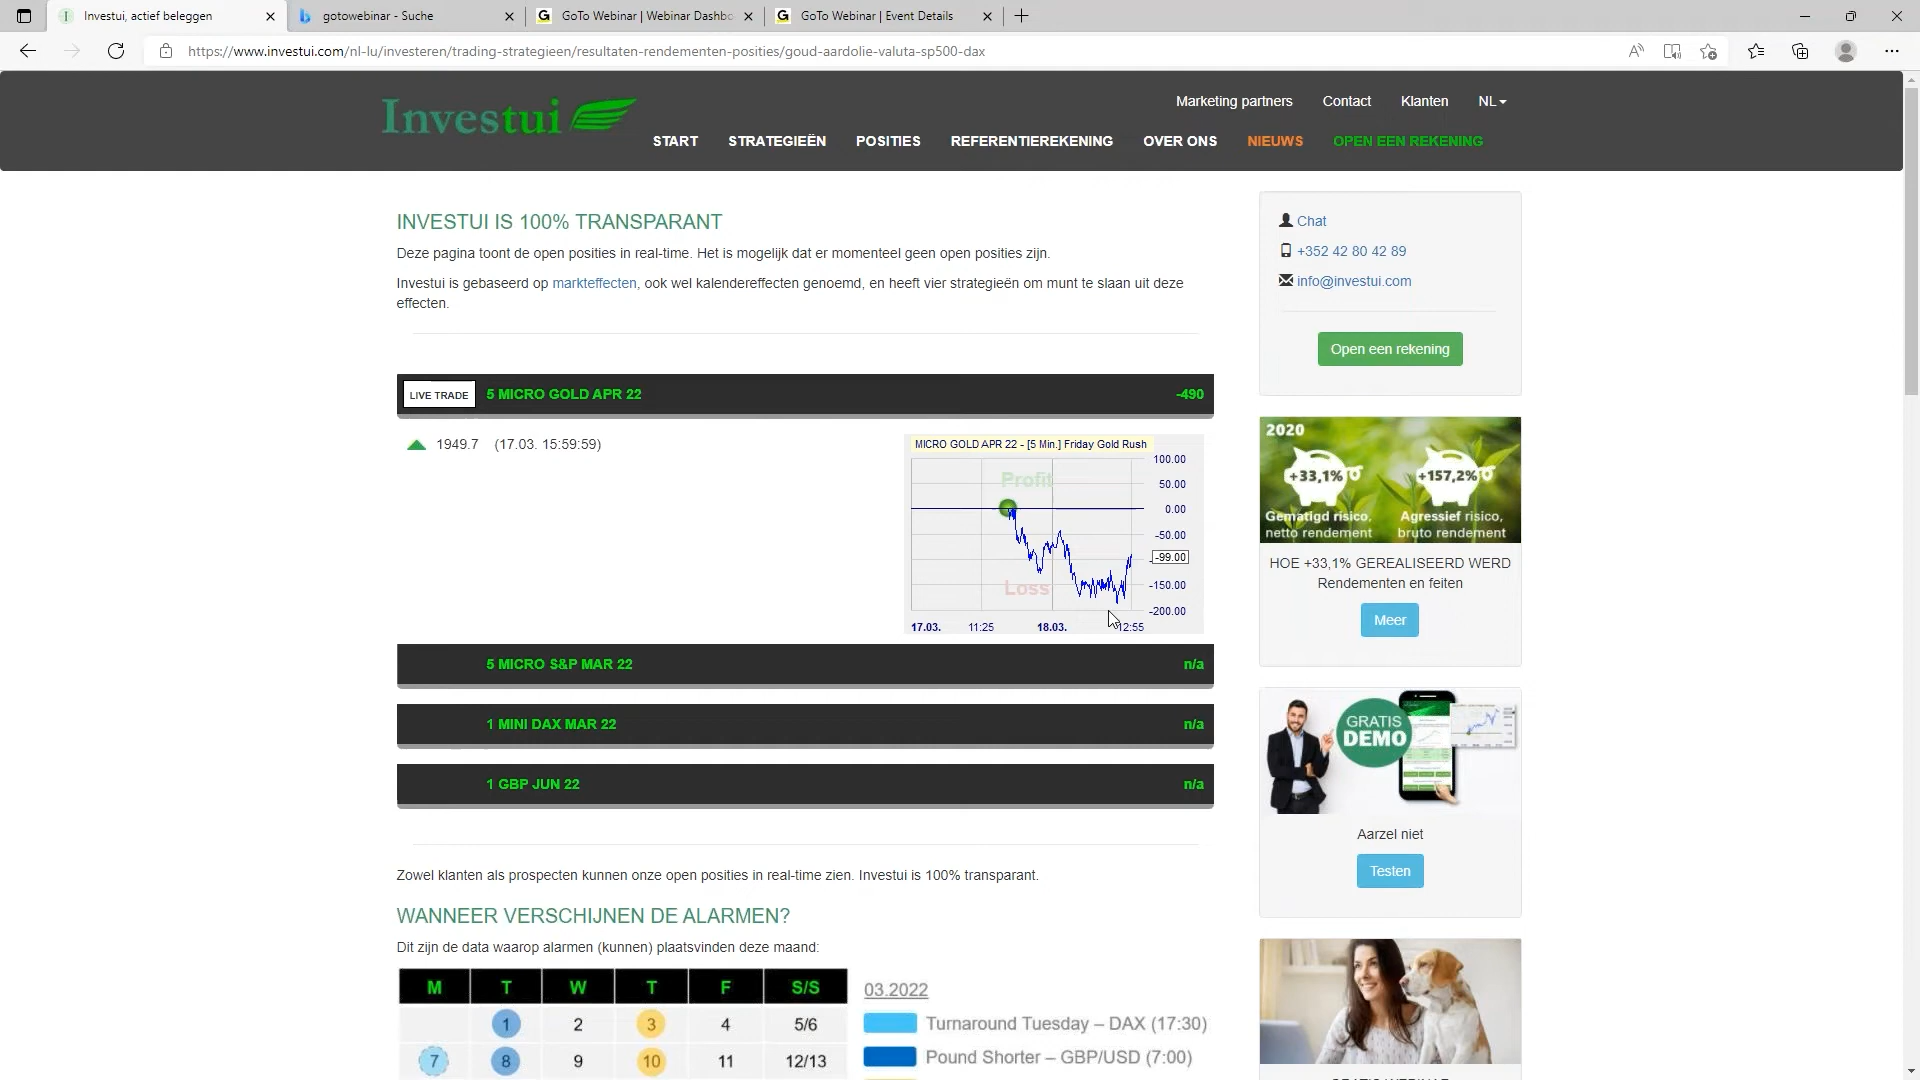 Investui, actief beleggen
gotowebinar - Suche
GoTo Webinar | Webinar Dashbo
GoTo Webinar | Event Details
https://www.investui.com/nl-lu/investeren/trading-strategieen/resultaten-rendementen-posities/goud-aardolie-valuta-sp500-dax
Investui
Marketing partners Contact Klanten NL
START STRATEGIEËN POSITIES REFERENTIEREKENING OVER ONS NIEUWS OPEN EEN REKENING
INVESTUI IS 100% TRANSPARANT
Deze pagina toont de open posities in real-time. Het is mogelijk dat er momenteel geen open posities zijn.
Investui is gebaseerd op markteffecten, ook wel kalendereffecten genoemd, en heeft vier strategieën om munt te slaan uit deze
effecten.
LIVE TRADE 5 MICRO GOLD APR 22 -490
1949.7 (17.03. 15:59:59)
MICRO GOLD APR 22 - [5 Min.] Friday Gold Rush
100.00
Profit
50.00
0.00
-50.00
-99.00
-150.00
Loss
-200.00
17.03. 11:25 18.03. 12:55
5 MICRO S&P MAR 22 n/a
1 MINI DAX MAR 22 n/a
1 GBP JUN 22 n/a
Zowel klanten als prospecten kunnen onze open posities in real-time zien. Investui is 100% transparant.
WANNEER VERSCHIJNEN DE ALARMEN?
Dit zijn de data waarop alarmen (kunnen) plaatsvinden deze maand:
M T W T F S/S
1 2 3 4 5/6
7 8 9 10 11 12/13
03.2022
Turnaround Tuesday – DAX (17:30)
Pound Shorter – GBP/USD (7:00)
Chat
+352 42 80 42 89
info@investui.com
Open een rekening
2020
+33,1% +157,2%
Gematigd risico, Agressief risico,
netto rendement bruto rendement
HOE +33,1% GEREALISEERD WERD
Rendementen en feiten
Meer
GRATIS
DEMO
Aarzel niet
Testen